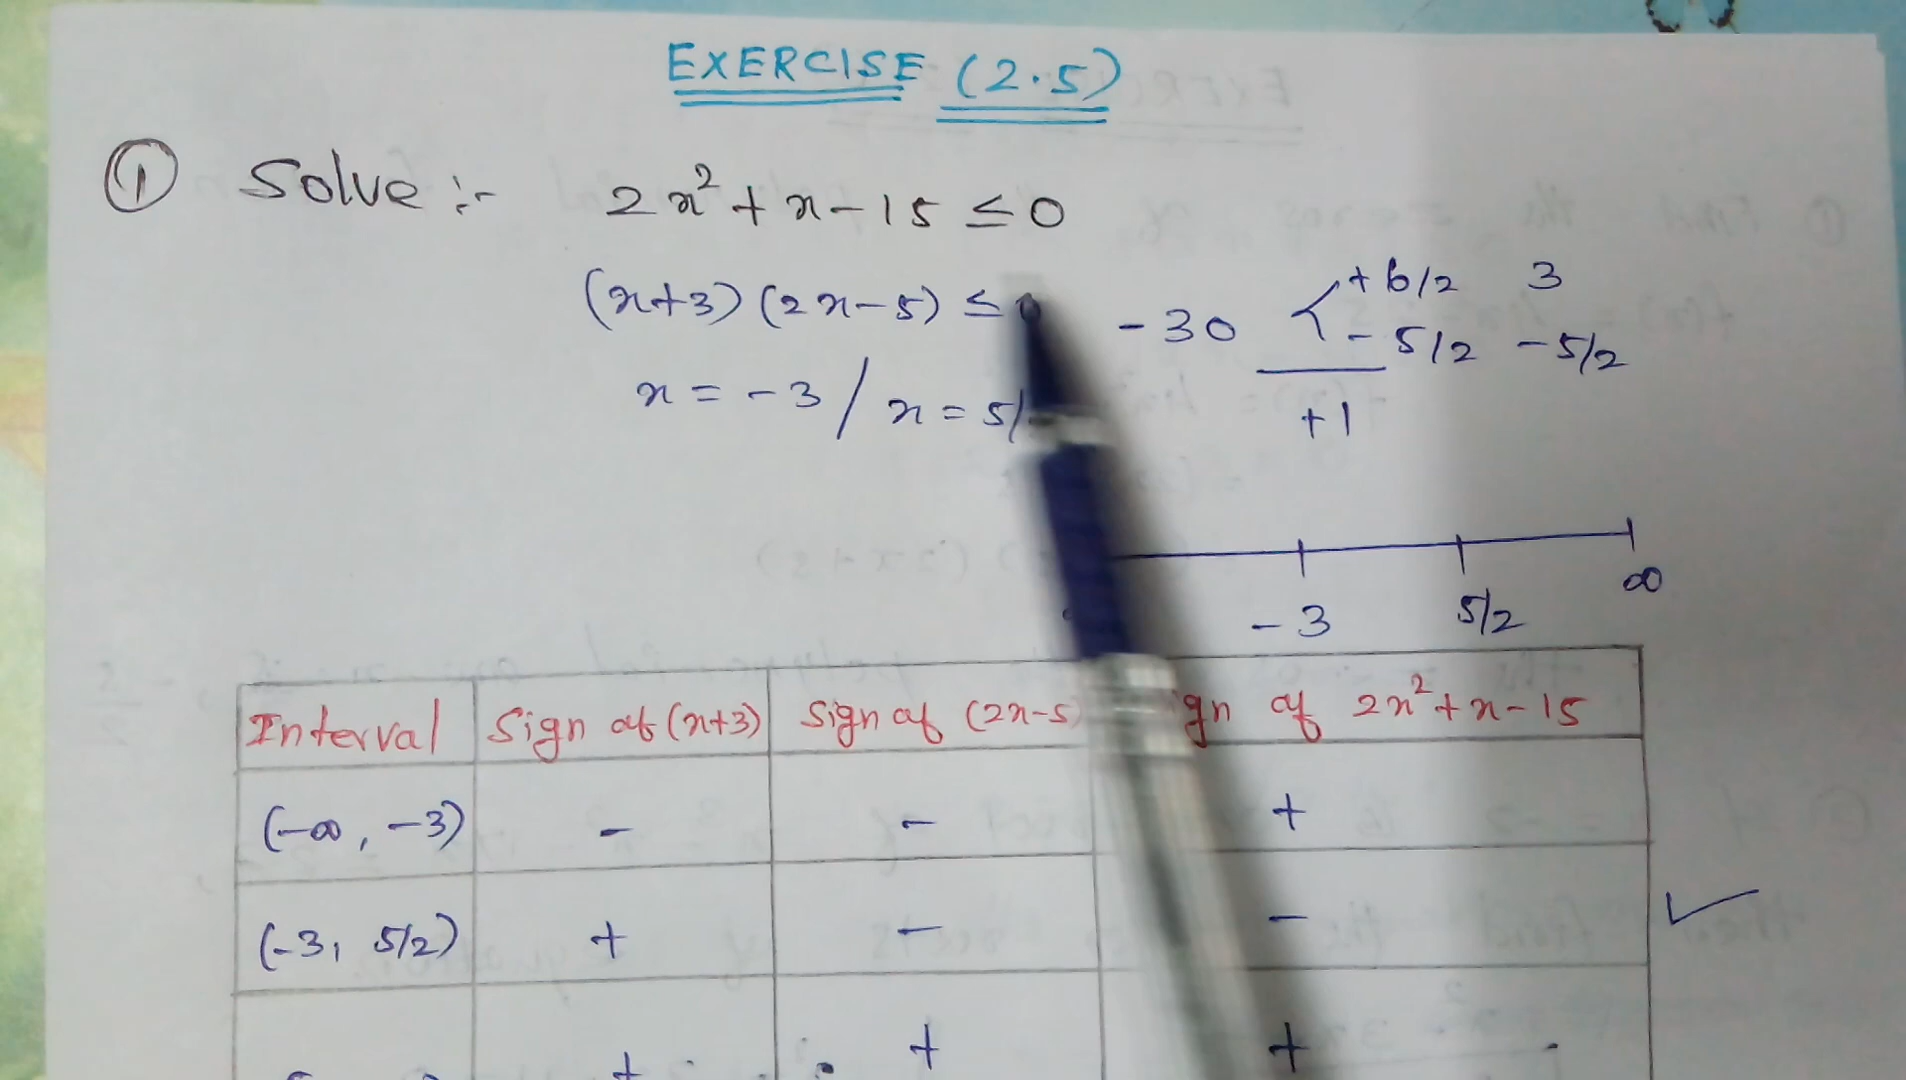 EXERCISE (2.5)
① Solve :- 2x² + x - 15 ≤ 0
(x+3) (2x-5) ≤
-30 +6/2 3
-5/2 -5/2
+1
x = -3 / x = 5/
-3 5/2 ∞
Interval Sign of (x+3) Sign of (2x-5 of 2x²+x-15
(-∞, -3) - - +
(-3, 5/2) + - - ✓
+ + +